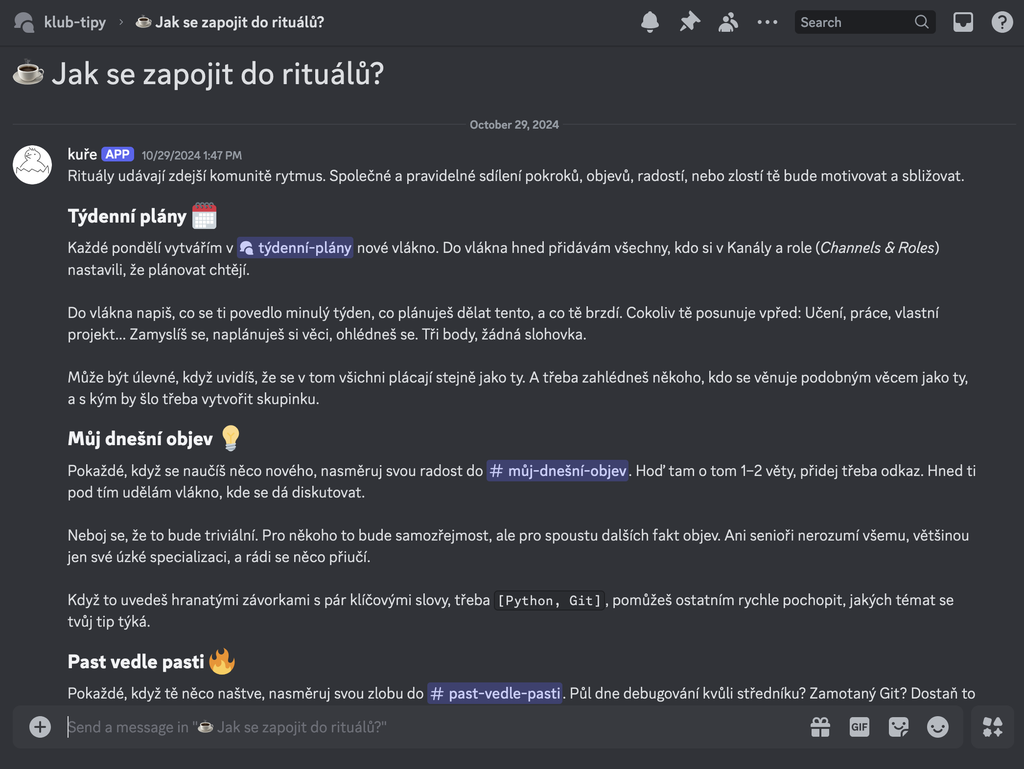 klub-tipy › ☕ Jak se zapojit do rituálů?
Search
☕ Jak se zapojit do rituálů?
October 29, 2024
kuře APP 10/29/2024 1:47 PM
Rituály udávají zdejší komunitě rytmus. Společné a pravidelné sdílení pokroků, objevů, radostí, nebo zlostí tě bude motivovat a sbližovat.
Týdenní plány 🗓️
Každé pondělí vytvářím v týdenní-plány nové vlákno. Do vlákna hned přidávám všechny, kdo si v Kanály a role (Channels & Roles)
nastavili, že plánovat chtějí.
Do vlákna napiš, co se ti povedlo minulý týden, co plánuješ dělat tento, a co tě brzdí. Cokoliv tě posunuje vpřed: Učení, práce, vlastní
projekt... Zamyslíš se, naplánuješ si věci, ohlédneš se. Tři body, žádná slohovka.
Může být úlevné, když uvidíš, že se v tom všichni plácají stejně jako ty. A třeba zahlédneš někoho, kdo se věnuje podobným věcem jako ty,
a s kým by šlo třeba vytvořit skupinku.
Můj dnešní objev 💡
Pokaždé, když se naučíš něco nového, nasměruj svou radost do # můj-dnešní-objev. Hoď tam o tom 1–2 věty, přidej třeba odkaz. Hned ti
pod tím udělám vlákno, kde se dá diskutovat.
Neboj se, že to bude triviální. Pro někoho to bude samozřejmost, ale pro spoustu dalších fakt objev. Ani senioři nerozumí všemu, většinou
jen své úzké specializaci, a rádi se něco přiučí.
Když to uvedeš hranatými závorkami s pár klíčovými slovy, třeba [Python, Git], pomůžeš ostatním rychle pochopit, jakých témat se
tvůj tip týká.
Past vedle pasti 🔥
Pokaždé, když tě něco naštve, nasměruj svou zlobu do # past-vedle-pasti. Půl dne debugování kvůli středníku? Zamotaný Git? Dostaň to
Send a message in "☕ Jak se zapojit do rituálů?"
GIF